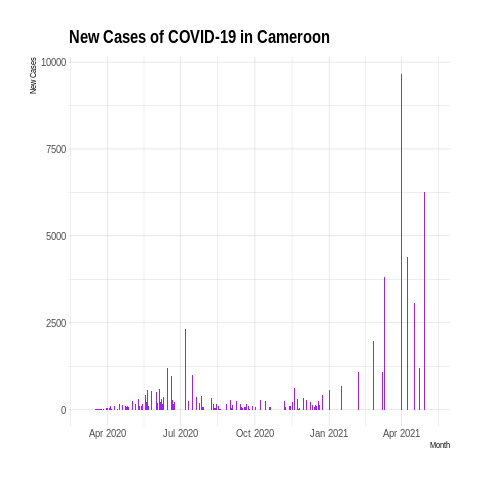 New Cases of COVID-19 in Cameroon
New Cases
10000
7500
5000
2500
0
Apr 2020 Jul 2020 Oct 2020 Jan 2021 Apr 2021
Month